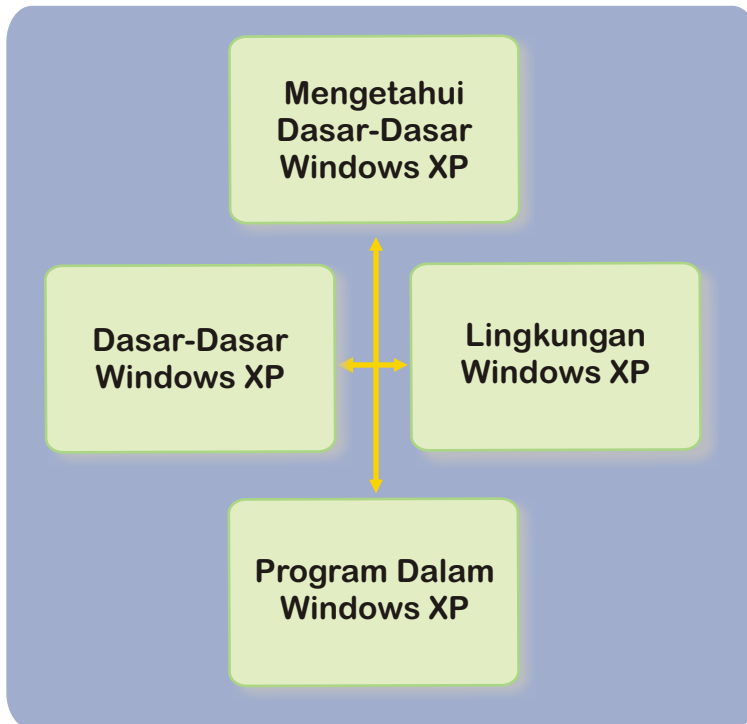 Mengetahui
Dasar-Dasar
Windows XP
Dasar-Dasar
Windows XP
Lingkungan
Windows XP
Program Dalam
Windows XP